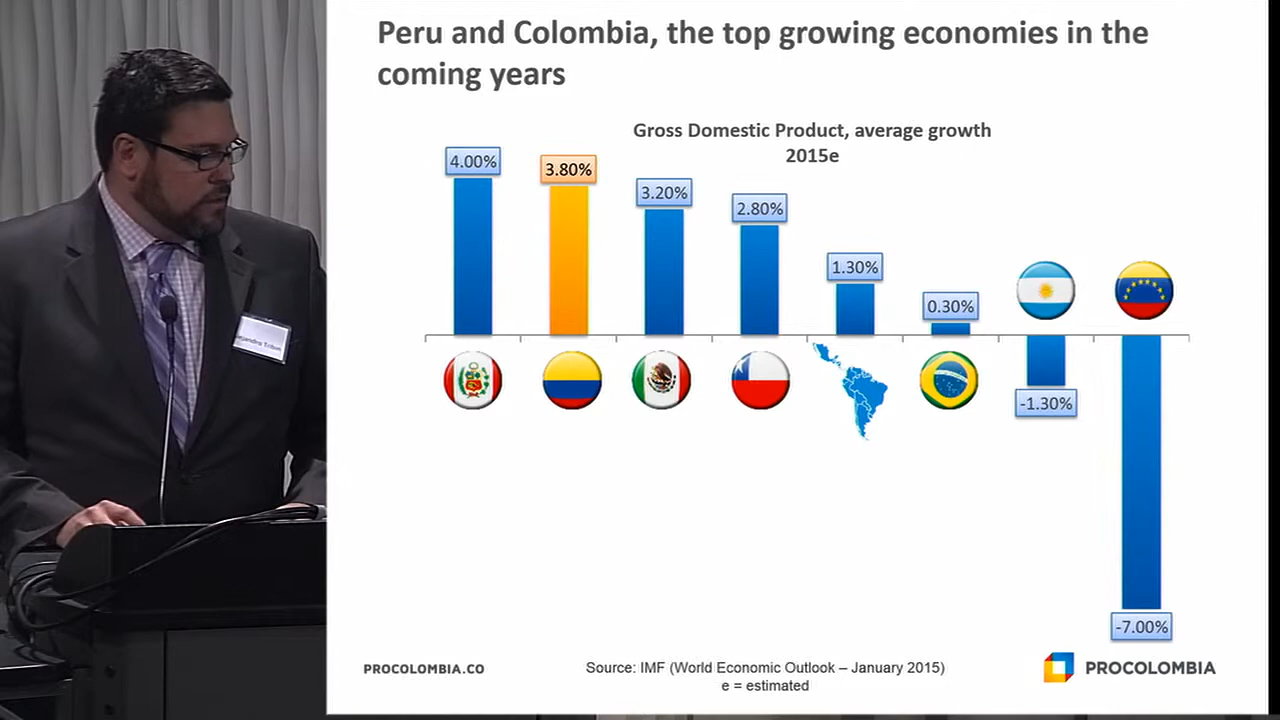 Peru and Colombia, the top growing economies in the
coming years
Gross Domestic Product, average growth
2015e
4.00%
3.80%
3.20%
2.80%
1.30%
0.30%
-1.30%
-7.00%
PROCOLOMBIA.CO
Source: IMF (World Economic Outlook – January 2015)
e = estimated
PROCOLOMBIA